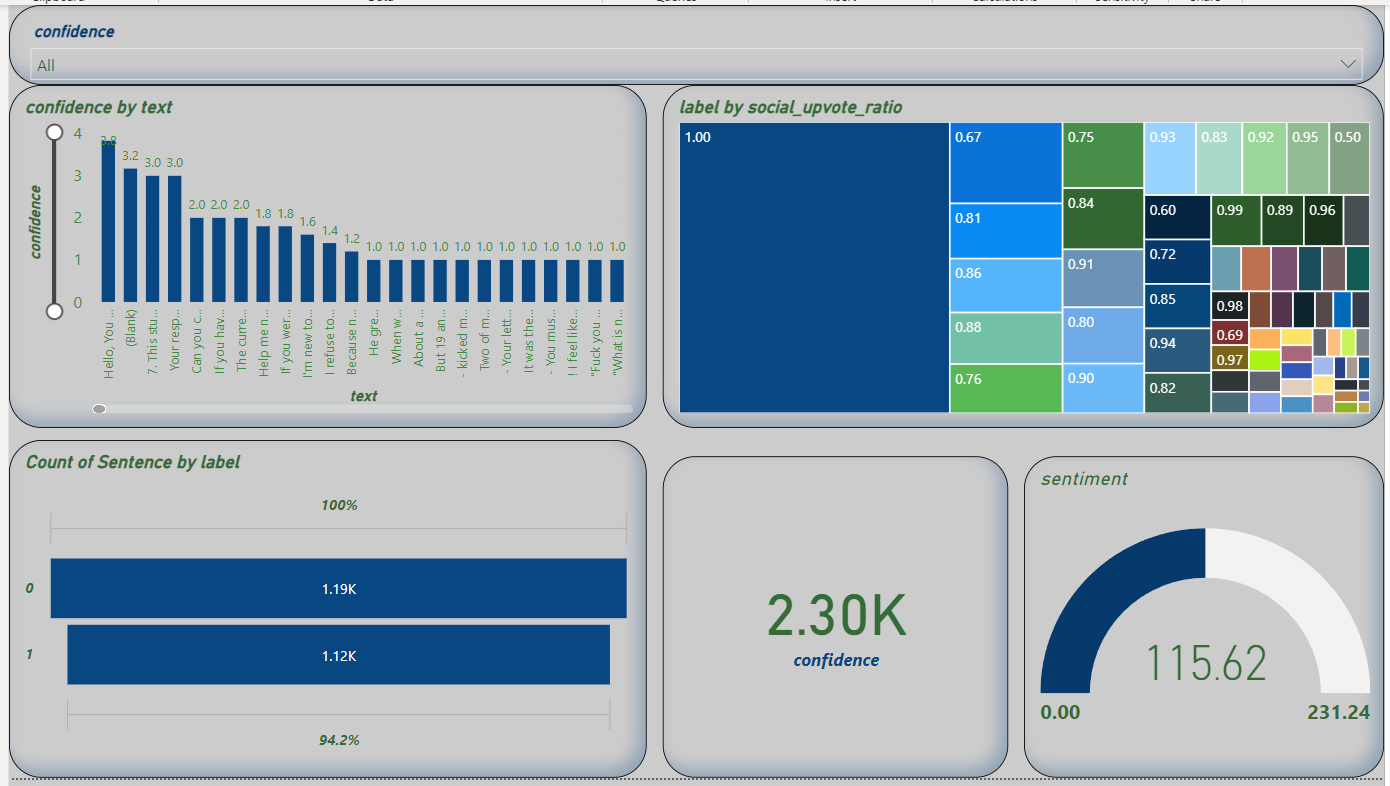 confidence
All
confidence by text
confidence
4
3
2
1
0
3.8
3.2
3.0
3.0
2.0
2.0
2.0
1.8
1.8
1.6
1.4
1.2
1.0
1.0
1.0
1.0
1.0
1.0
1.0
1.0
1.0
1.0
1.0
1.0
Hello, You ...
(Blank)
7. This stu...
Your resp...
Can you c...
If you hav...
The curre...
Help me n...
If you wer...
I'm new to...
I refuse to...
Because n...
He gre...
When w...
About a ...
But 19 an...
- kicked m...
Two of m...
- Your lett...
It was the...
- You mus...
! I feel like...
"Fuck you ...
"What is n...
text
label by social_upvote_ratio
1.00
0.67
0.81
0.86
0.88
0.76
0.75
0.84
0.91
0.80
0.90
0.93
0.83
0.92
0.95
0.50
0.60
0.72
0.85
0.94
0.82
0.99
0.89
0.96
0.98
0.69
0.97
Count of Sentence by label
100%
0
1.19K
1
1.12K
94.2%
2.30K
confidence
sentiment
115.62
0.00
231.24